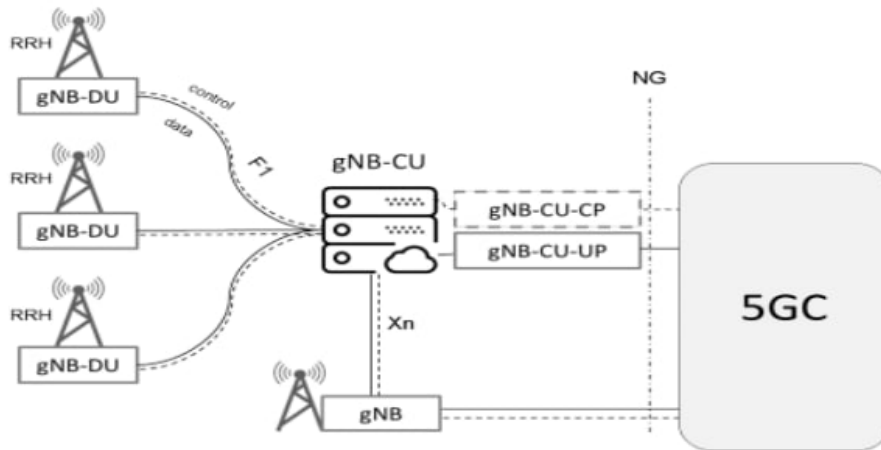 RRH
gNB-DU
control
data
F1
RRH
gNB-DU
RRH
gNB-DU
gNB-CU
gNB-CU-CP
gNB-CU-UP
NG
5GC
Xn
gNB